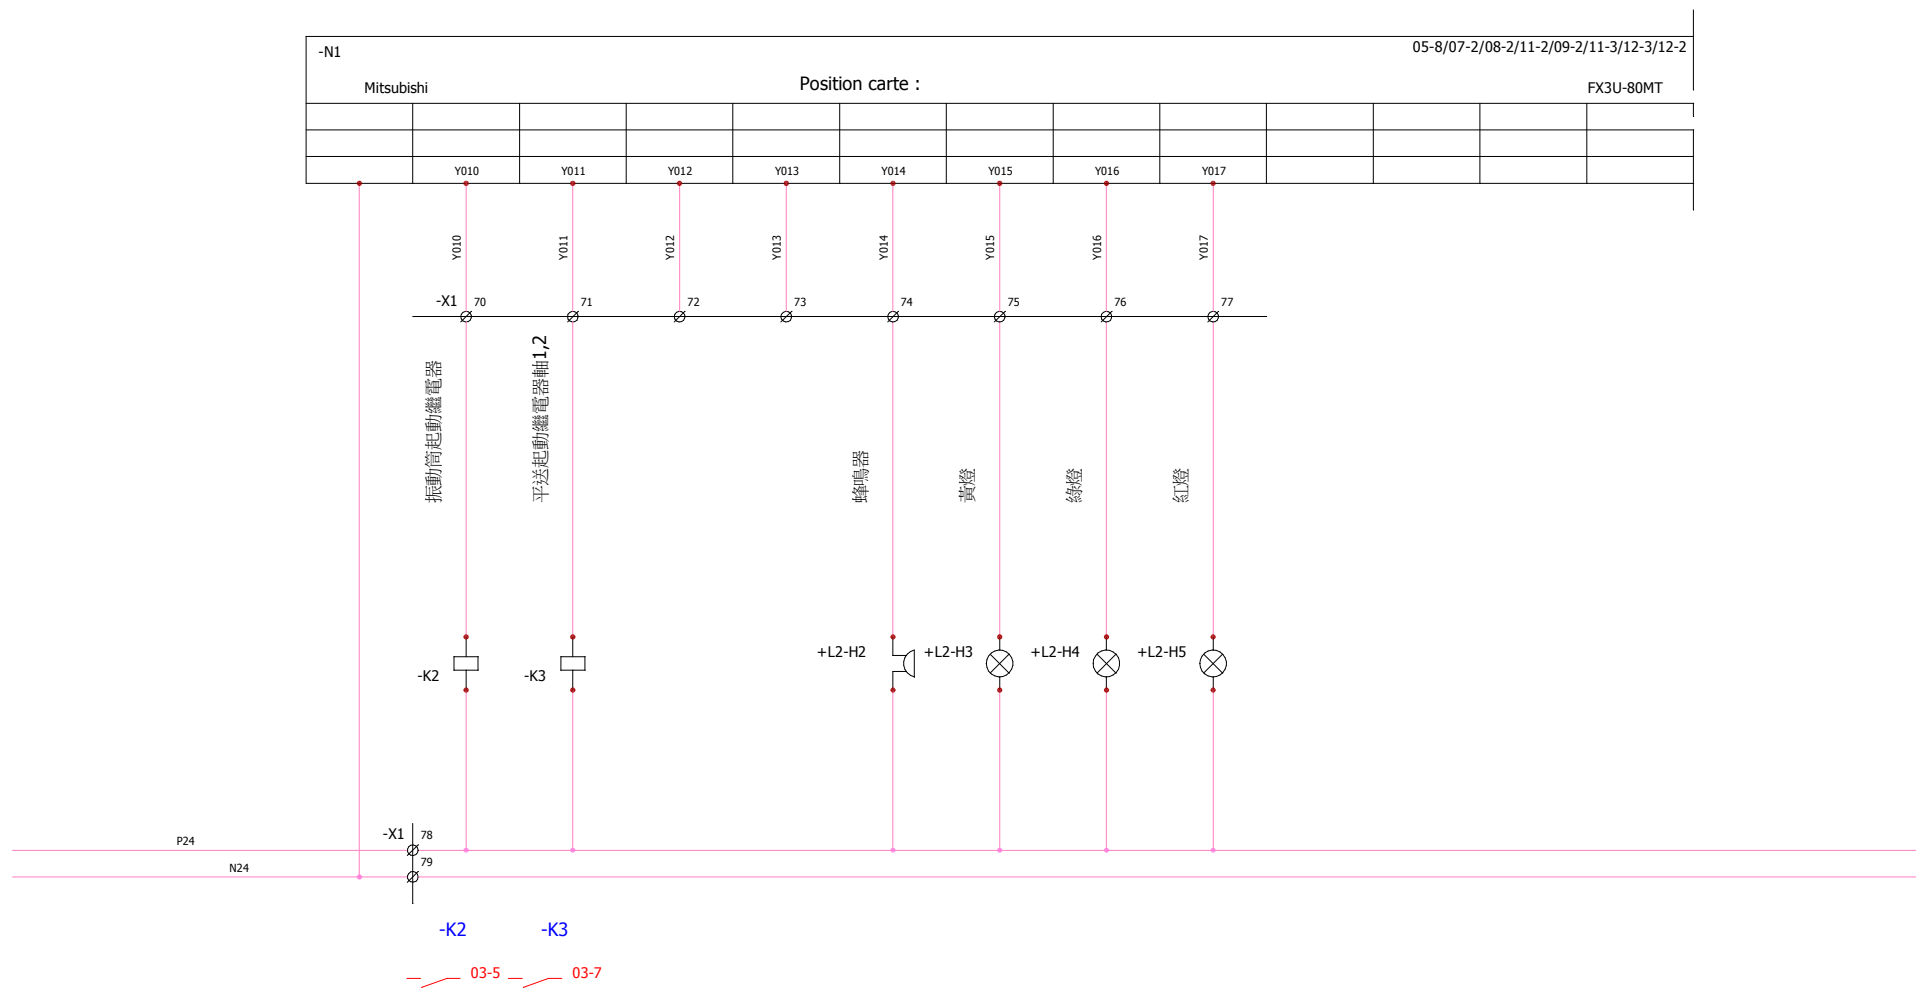 -N1
05-8/07-2/08-2/11-2/09-2/11-3/12-3/12-2
Mitsubishi
Position carte :
FX3U-80MT
Y010
Y011
Y012
Y013
Y014
Y015
Y016
Y017
Y010
Y011
Y012
Y013
Y014
Y015
Y016
Y017
-X1
70
71
72
73
74
75
76
77
振動筒起動繼電器
平送起動繼電器軸1,2
蜂鳴器
黃燈
綠燈
紅燈
-K2
-K3
+L2-H2
+L2-H3
+L2-H4
+L2-H5
P24
-X1
78
N24
79
-K2
-K3
03-5
03-7